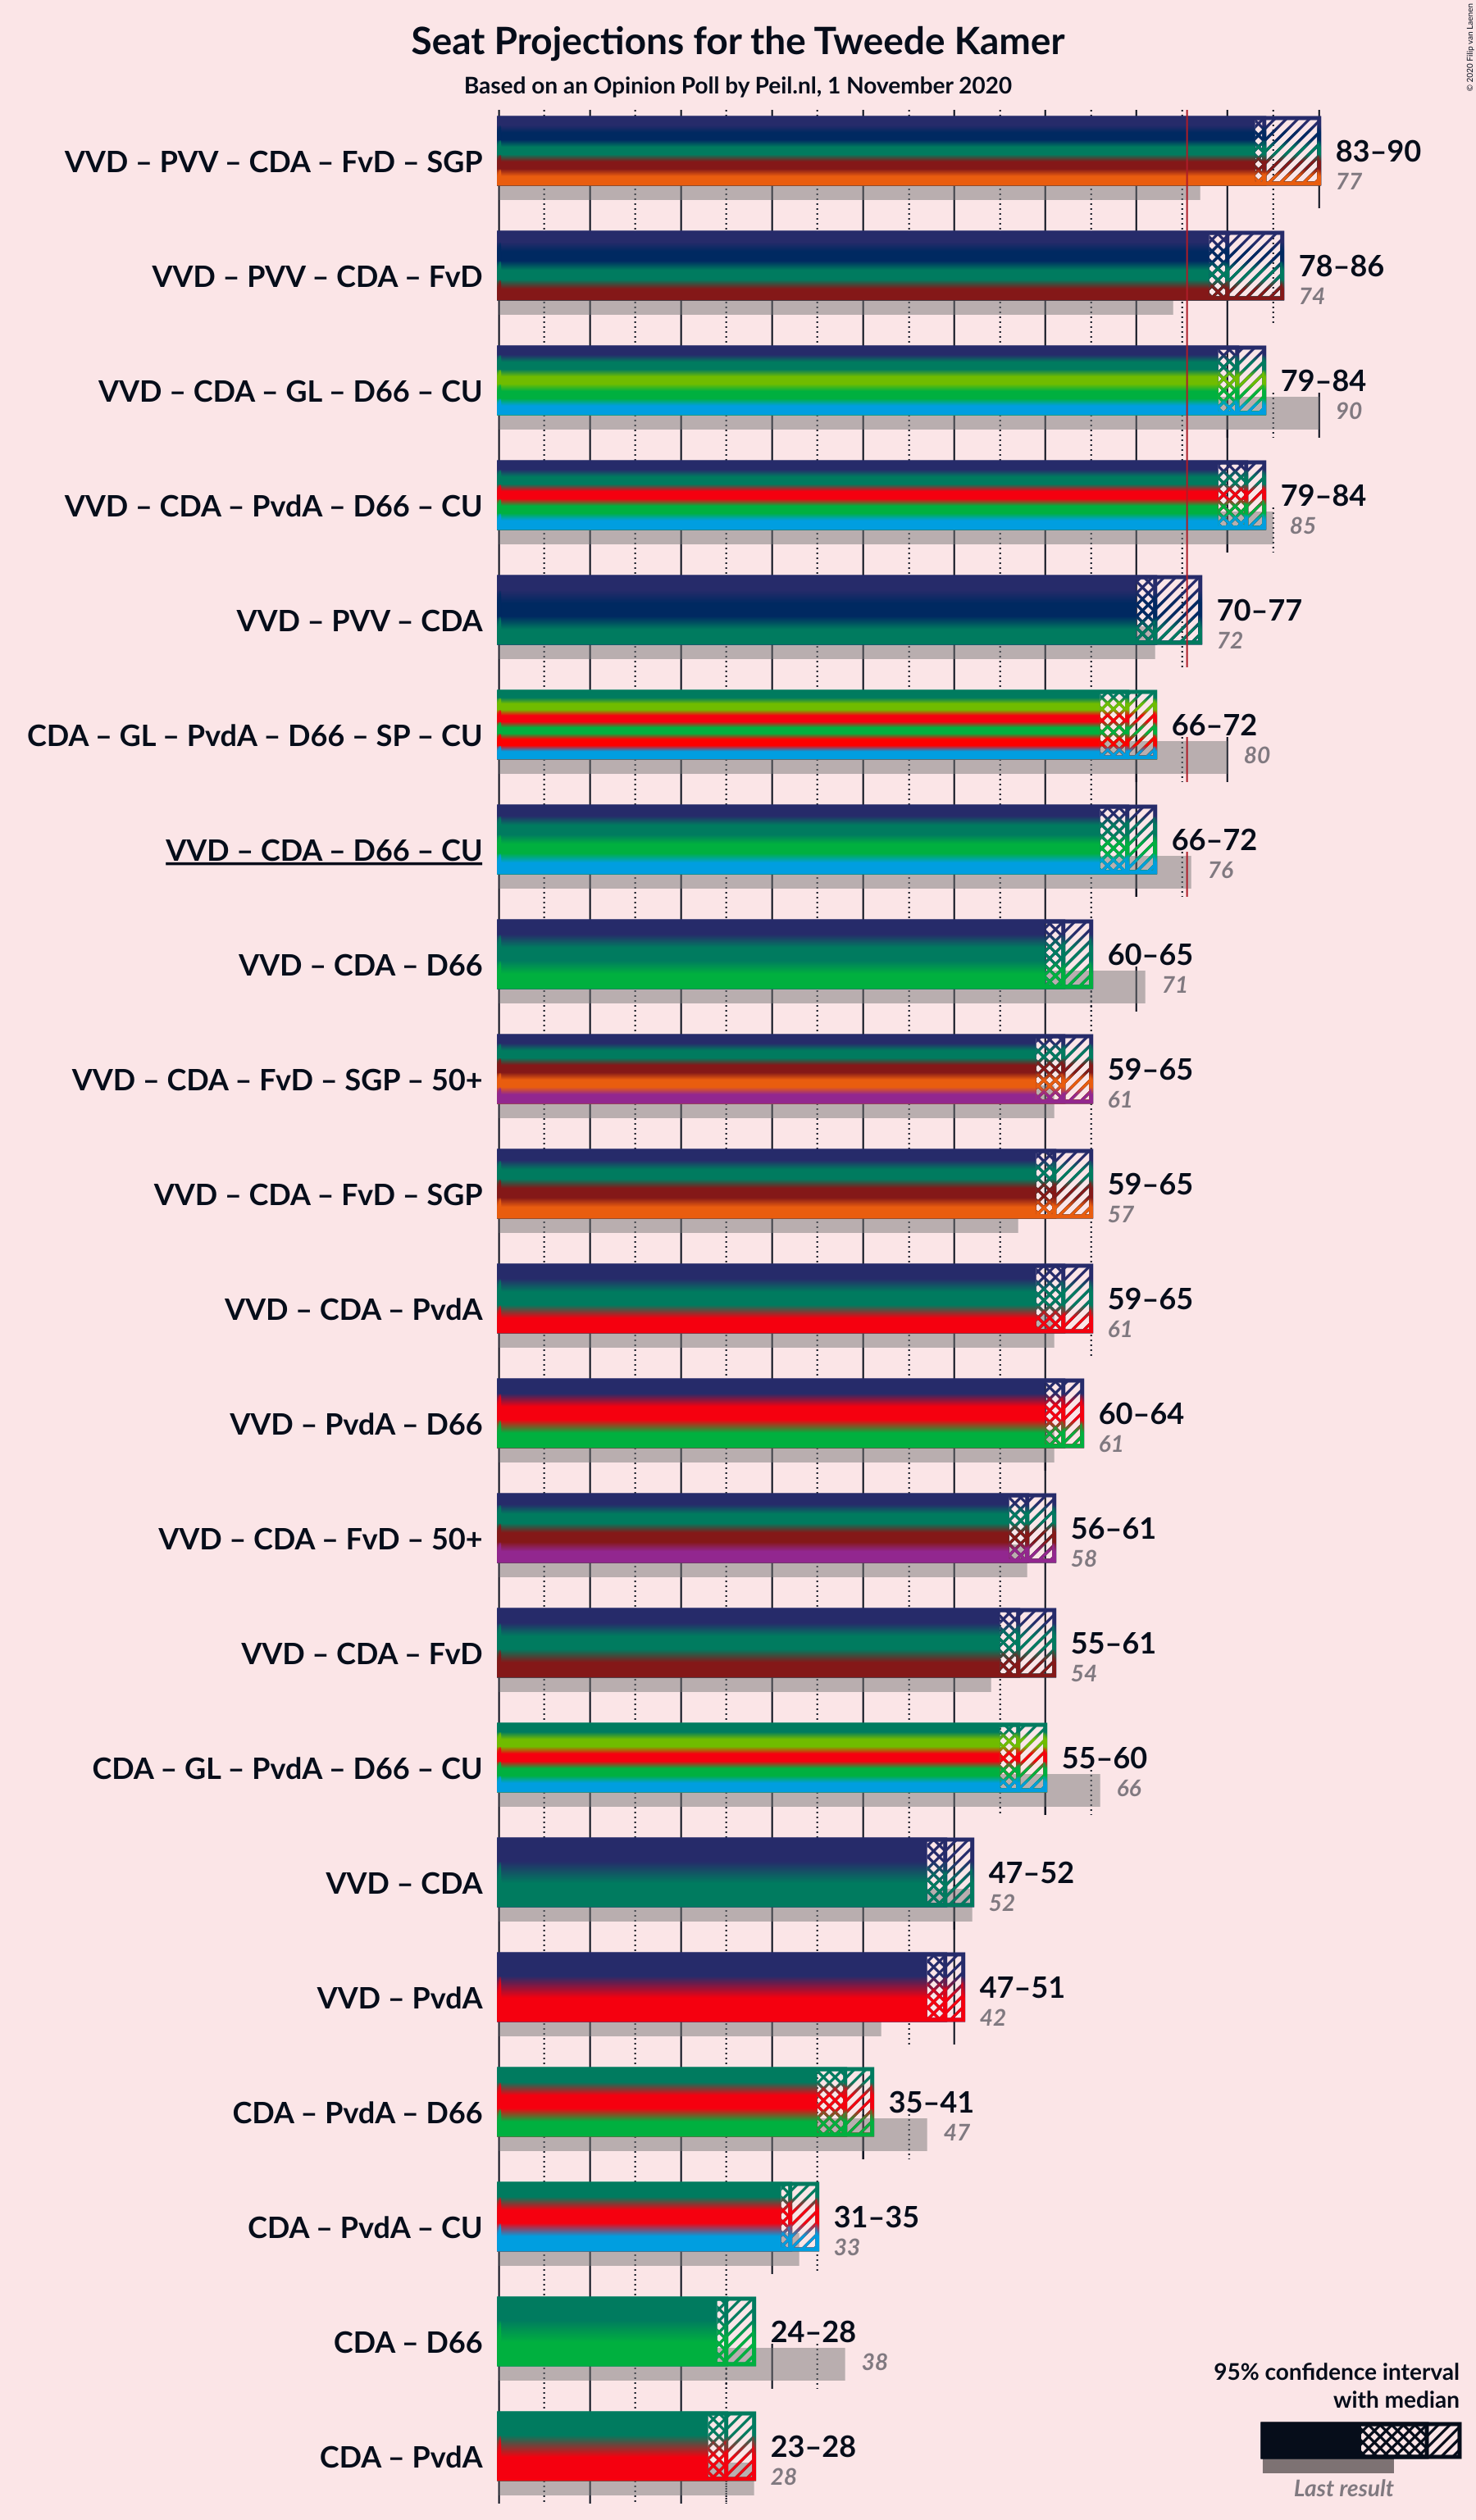 Seat Projections for the Tweede Kamer
Based on an Opinion Poll by Peil.nl, 1 November 2020
© 2020 Filip van Laenen
VVD – PVV – CDA – FvD – SGP
83–90
77
VVD – PVV – CDA – FvD
78–86
74
VVD – CDA – GL – D66 – CU
79–84
90
VVD – CDA – PvdA – D66 – CU
79–84
85
VVD – PVV – CDA
70–77
72
CDA – GL – PvdA – D66 – SP – CU
66–72
80
VVD – CDA – D66 – CU
66–72
76
VVD – CDA – D66
60–65
71
VVD – CDA – FvD – SGP – 50+
59–65
61
VVD – CDA – FvD – SGP
59–65
57
VVD – CDA – PvdA
59–65
61
VVD – PvdA – D66
60–64
61
VVD – CDA – FvD – 50+
56–61
58
VVD – CDA – FvD
55–61
54
CDA – GL – PvdA – D66 – CU
55–60
66
VVD – CDA
47–52
52
VVD – PvdA
47–51
42
CDA – PvdA – D66
35–41
47
CDA – PvdA – CU
31–35
33
CDA – D66
24–28
38
CDA – PvdA
23–28
28
95% confidence interval
with median
Last result